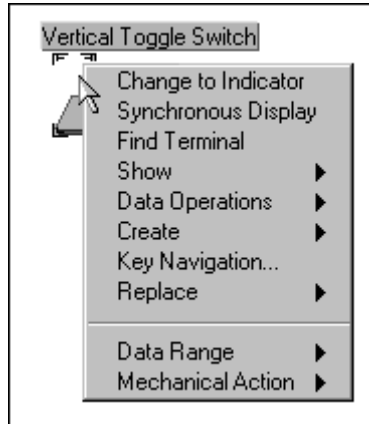 Vertical Toggle Switch
Change to Indicator
Synchronous Display
Find Terminal
Show
Data Operations
Create
Key Navigation...
Replace
Data Range
Mechanical Action